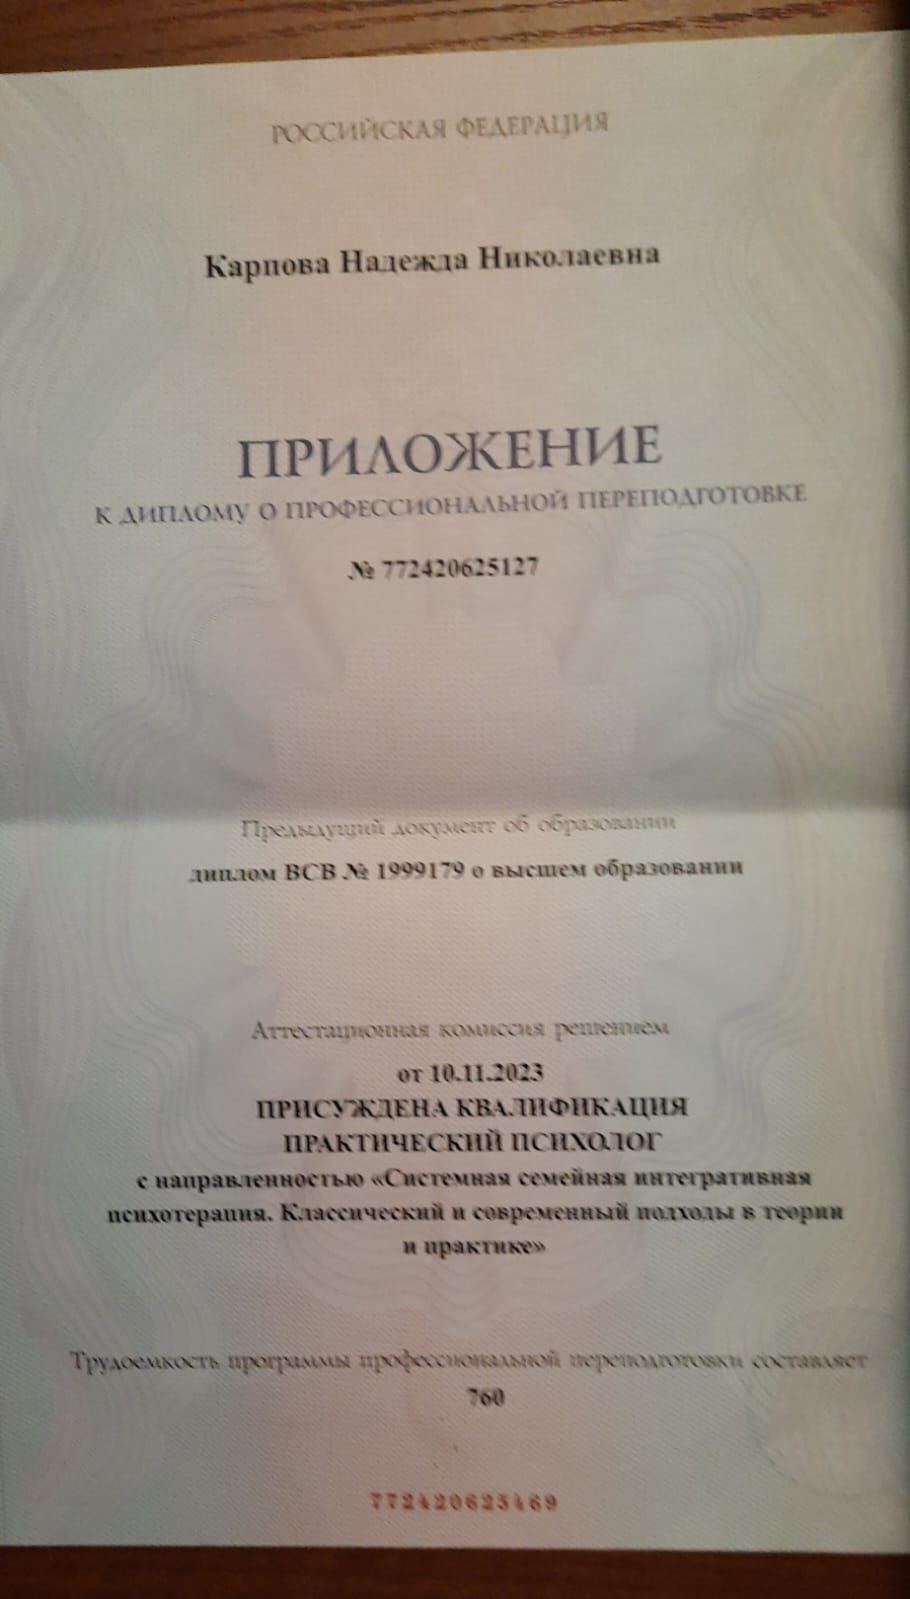 РОССИЙСКАЯ ФЕДЕРАЦИЯ
Карпова Надежда Николаевна
ПРИЛОЖЕНИЕ
К ДИПЛОМУ О ПРОФЕССИОНАЛЬНОЙ ПЕРЕПОДГОТОВКЕ
№ 772420625127
Предыдущий документ об образовании
диплом ВСВ № 1999179 о высшем образовании
Аттестационная комиссия решением
от 10.11.2023
ПРИСУЖДЕНА КВАЛИФИКАЦИЯ
ПРАКТИЧЕСКИЙ ПСИХОЛОГ
с направленностью «Системная семейная интегративная
психотерапия. Классический и современный подходы в теории
и практике»
Трудоемкость программы профессиональной переподготовки составляет
760
772420625469